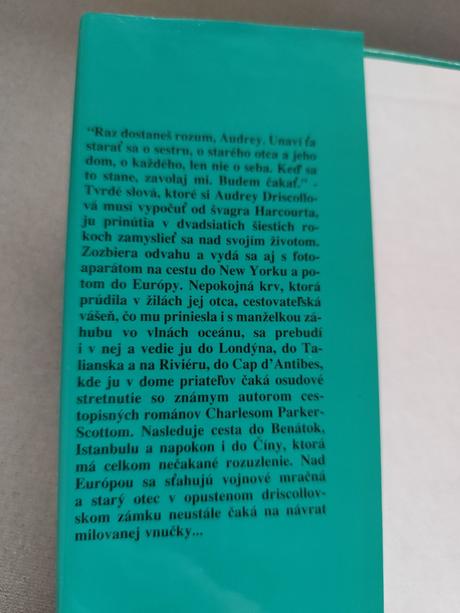 "Raz dostaneš rozum, Audrey. Unaví ťa
starať sa o sestru, o starého otca a jeho
dom, o každého, len nie o seba. Keď sa
to stane, zavolaj mi. Budem čakať." -
Tvrdé slová, ktoré si Audrey Driscollo-
vá musí vypočuť od švagra Harcourta,
ju prinútia v dvadsiatich šiestich ro-
koch zamyslieť sa nad svojím životom.
Zozbiera odvahu a vydá sa aj s foto-
aparátom na cestu do New Yorku a po-
tom do Európy. Nepokojná krv, ktorá
prúdila v žilách jej otca, cestovateľská
vášeň, čo mu priniesla i s manželkou zá-
hubu vo vlnách oceánu, sa prebudí
i v nej a vedie ju do Londýna, do Ta-
lianska a na Riviéru, do Cap d'Antibes,
kde ju v dome priateľov čaká osudové
stretnutie so známym autorom ces-
topisných románov Charlesom Parker-
Scottom. Nasleduje cesta do Benátok,
Istanbulu a napokon i do Číny, ktorá
má celkom nečakané rozuzlenie. Nad
Európou sa sťahujú vojnové mračná
a starý otec v opustenom driscollov-
skom zámku neustále čaká na návrat
milovanej vnučky...